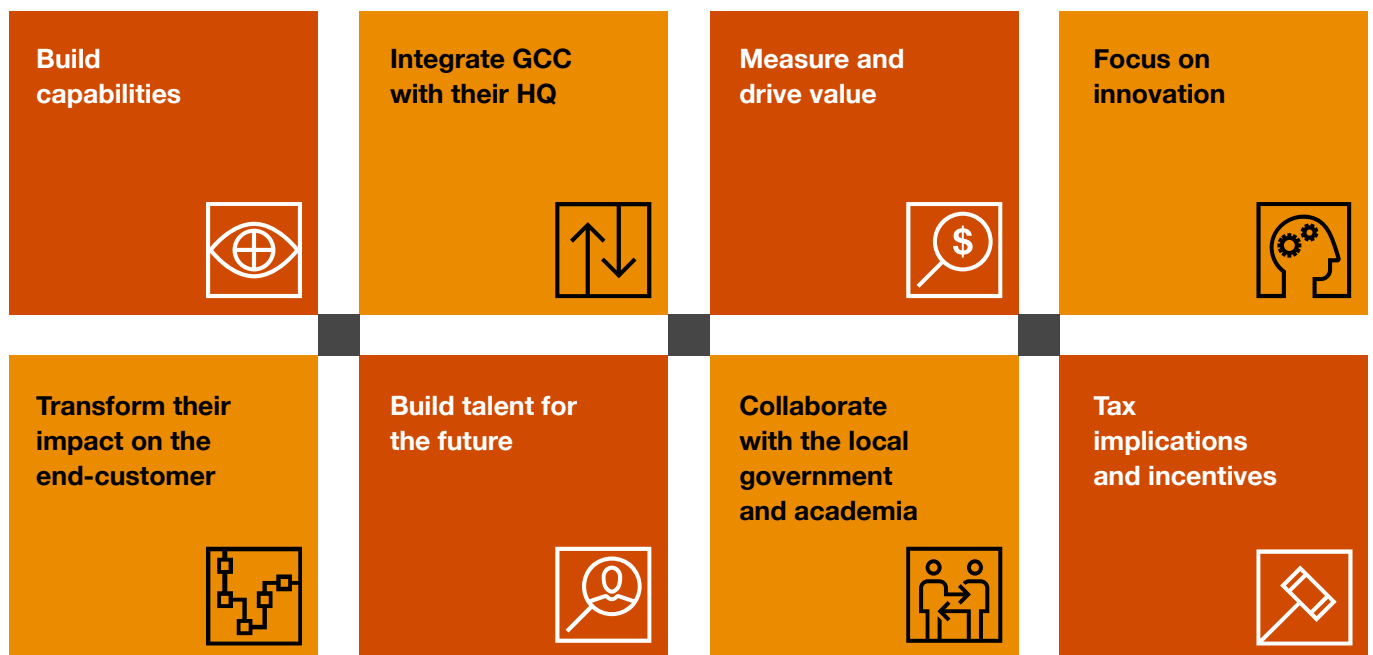 Build
capabilities
Integrate GCC
with their HQ
Measure and
drive value
$
Focus on
innovation
Transform their
impact on the
end-customer
Build talent for
the future
Collaborate
with the local
government
and academia
Tax
implications
and incentives